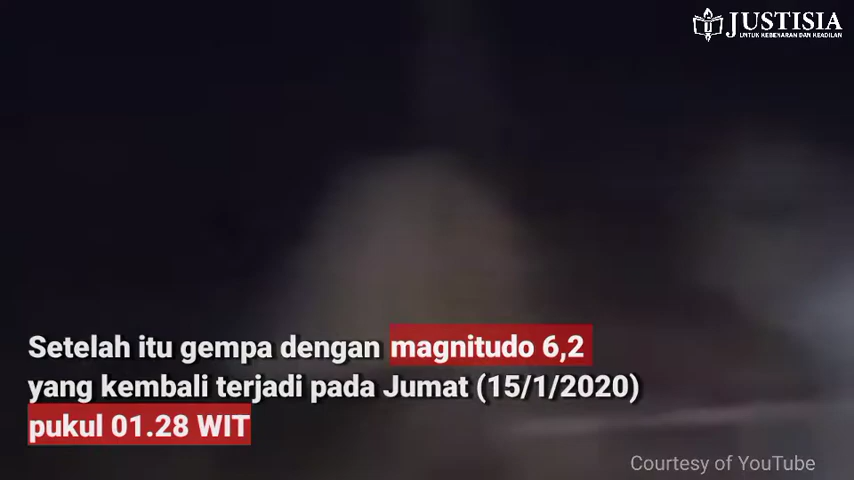 JUSTISIA
UNTUK KEBENARAN DAN KEADILAN
Setelah itu gempa dengan magnitudo 6,2
yang kembali terjadi pada Jumat (15/1/2020)
pukul 01.28 WIT
Courtesy of YouTube